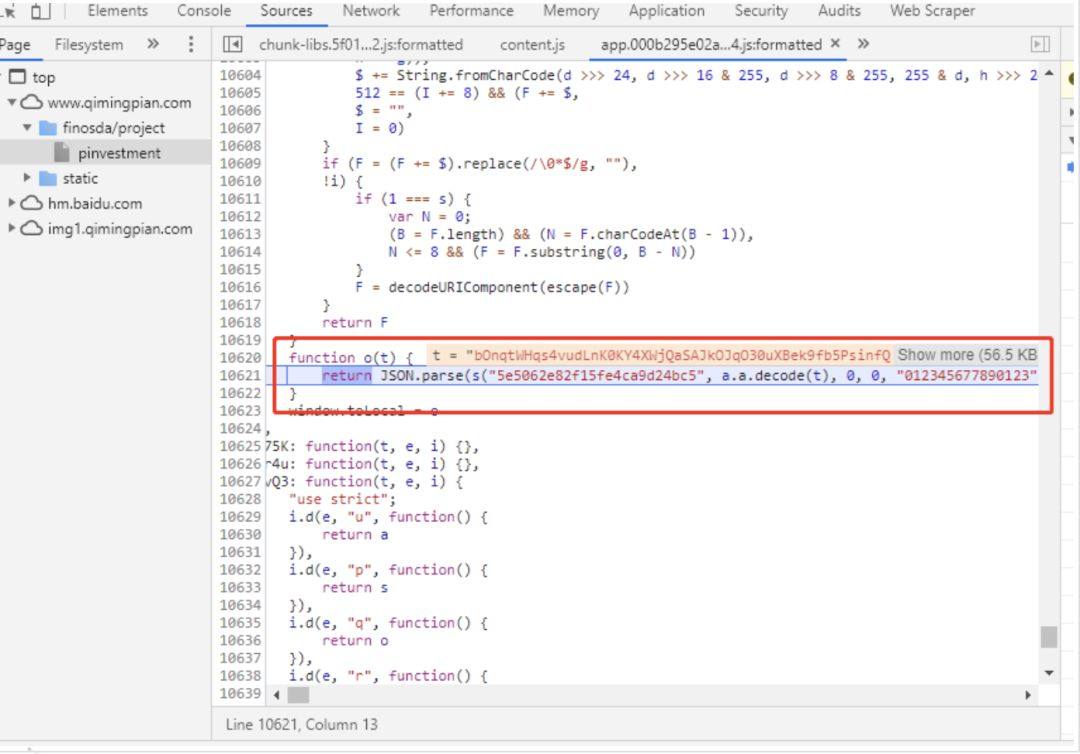 Elements Console Sources Network Performance Memory Application Security Audits Web Scraper
Page Filesystem » chunk-libs.5f01...2.js:formatted content.js app.000b295e02a...4.js:formatted × »
top
www.qimingpian.com
finosda/project
pinvestment
static
hm.baidu.com
img1.qimingpian.com
10604 $ += String.fromCharCode(d >>> 24, d >>> 16 & 255, d >>> 8 & 255, 255 & d, h >>> 2
10605 512 == (I += 8) && (F += $,
10606 $ = "",
10607 I = 0)
10608 }
10609 if (F = (F += $).replace(/\0*$/g, ""),
10610 !i) {
10611 if (1 === s) {
10612 var N = 0;
10613 (B = F.length) && (N = F.charCodeAt(B - 1)),
10614 N <= 8 && (F = F.substring(0, B - N))
10615 }
10616 F = decodeURIComponent(escape(F))
10617 }
10618 return F
10619 }
10620 function o(t) { t = "bOnqtWHqs4vudLnK0KY4XWjQaSAJkOJqO30uXBek9fb5PsinfQ Show more (56.5 KB
10621 return JSON.parse(s("5e5062e82f15fe4ca9d24bc5", a.a.decode(t), 0, 0, "012345677890123"
10622 }
10623 window.toLocal = o
10624 ,
10625 75K: function(t, e, i) {},
10626 r4u: function(t, e, i) {},
10627 vQ3: function(t, e, i) {
10628 "use strict";
10629 i.d(e, "u", function() {
10630 return a
10631 }),
10632 i.d(e, "p", function() {
10633 return s
10634 }),
10635 i.d(e, "q", function() {
10636 return o
10637 }),
10638 i.d(e, "r", function() {
10639
Line 10621, Column 13